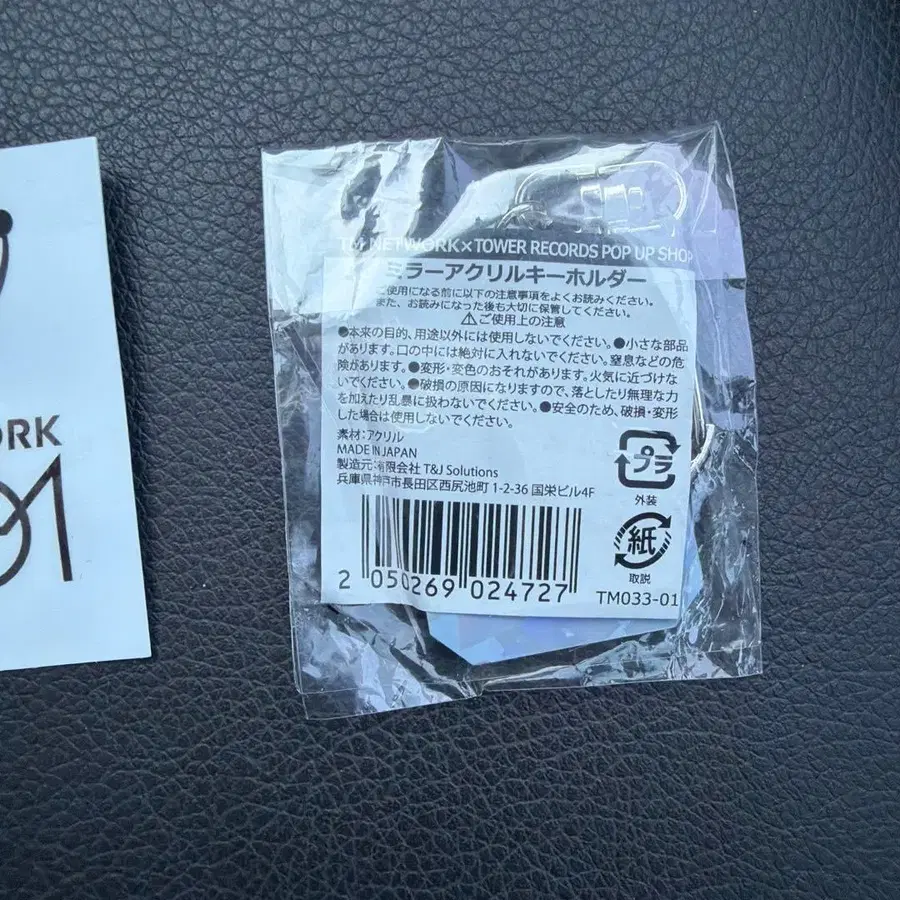 ORK
TM NETWORK×TOWER RECORDS POP UP SHOP
ミラーアクリルキーホルダー
ご使用になる前に以下の注意事項をよくお読みください。
また、お読みになった後も大切に保管してください。
⚠ご使用上の注意
●本来の目的、用途以外には使用しないでください。●小さな部品
があります。口の中には絶対に入れないでください。窒息などの危
険があります。●変形・変色のおそれがあります。火気に近づけな
いでください。●破損の原因になりますので、落としたり無理な力
を加えたり乱暴に扱わないでください。●安全のため、破損・変形
した場合は使用しないでください。
素材：アクリル
MADE IN JAPAN
製造元：有限会社 T&J Solutions
兵庫県神戸市長田区西尻池町 1-2-36 国栄ビル4F
プラ
外装
紙
取説
2 050269 024727
TM033-01